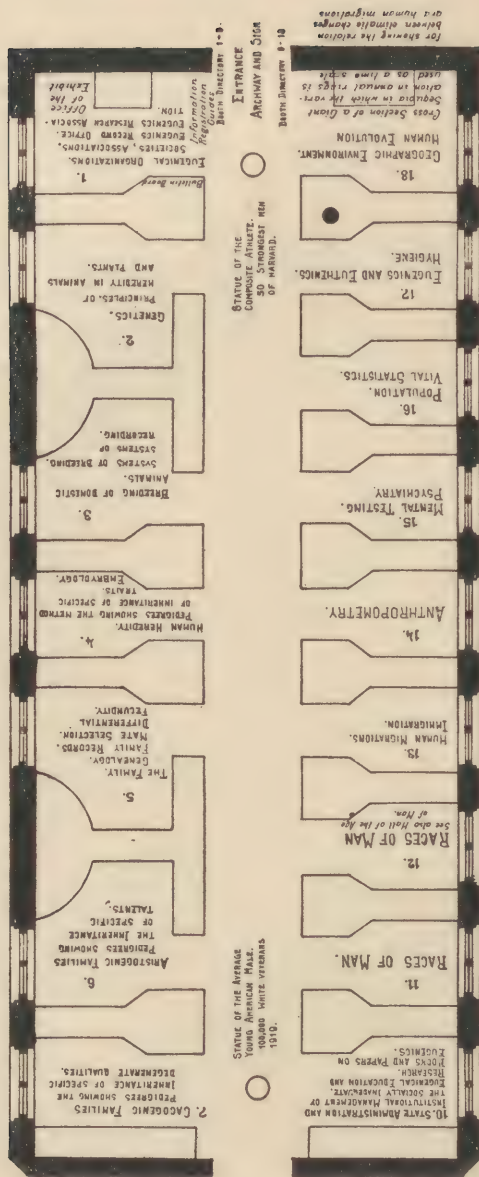 1.
EUGENICAL ORGANIZATIONS.
SOCIETIES, ASSOCIATIONS,
EUGENICS RECORD OFFICE.
EUGENICS RESEARCH ASSOCIA-
TION.
Bulletin Board
Information
Registration
Guides
Office
of the
Exhibit
BOOTH DIRECTORY 1-9.
ENTRANCE
ARCHWAY AND SIGN
BOOTH DIRECTORY 9-18
2.
GENETICS.
PRINCIPLES OF
HEREDITY IN ANIMALS
AND PLANTS.
3.
BREEDING OF DOMESTIC
ANIMALS.
SYSTEMS OF BREEDING.
SYSTEMS OF
RECORDING.
4.
HUMAN HEREDITY.
PEDIGREES SHOWING THE METHOD
OF INHERITANCE OF SPECIFIC
TRAITS.
EMBRYOLOGY.
5.
THE FAMILY.
GENEALOGY.
FAMILY RECORDS.
MATE SELECTION.
DIFFERENTIAL
FECUNDITY.
6.
ARISTOGENIC FAMILIES
PEDIGREES SHOWING
THE INHERITANCE
OF SPECIFIC
TALENTS.
7. CACOGENIC FAMILIES
PEDIGREES SHOWING THE
INHERITANCE OF SPECIFIC
DEGENERATE QUALITIES.
STATUE OF THE
COMPOSITE ATHLETE.
50 STRONGEST MEN
OF HARVARD.
STATUE OF THE AVERAGE
YOUNG AMERICAN MALE.
100,000 WHITE VETERANS
1919.
10. STATE ADMINISTRATION AND
INSTITUTIONAL MANAGEMENT OF
THE SOCIALLY INADEQUATE.
EUGENICAL EDUCATION AND
RESEARCH.
BOOKS AND PAPERS ON
EUGENICS.
11.
RACES OF MAN.
12.
RACES OF MAN
See also Hall of the Age
of Man.
13.
HUMAN MIGRATIONS.
IMMIGRATION.
14.
ANTHROPOMETRY.
15.
MENTAL TESTING.
PSYCHIATRY.
16.
POPULATION.
VITAL STATISTICS.
17.
EUGENICS AND EUTHENICS.
HYGIENE.
18.
GEOGRAPHIC ENVIRONMENT.
HUMAN EVOLUTION
Cross Section of a Giant
Sequoia in which the vari-
ation in annual rings is
used as a time scale
for showing the relation
between climatic changes
and human migrations